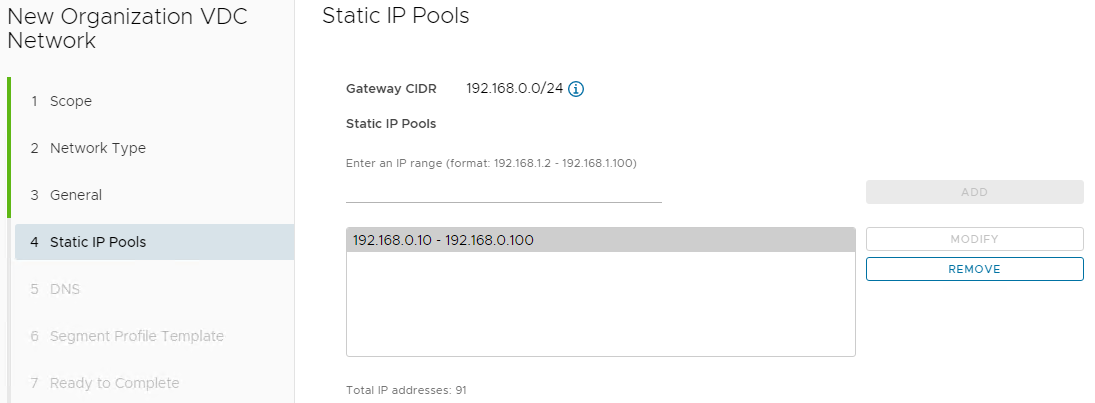 New Organization VDC
Network
1 Scope
2 Network Type
3 General
4 Static IP Pools
5 DNS
6 Segment Profile Template
7 Ready to Complete
Static IP Pools
Gateway CIDR 192.168.0.0/24
Static IP Pools
Enter an IP range (format: 192.168.1.2 - 192.168.1.100)
ADD
192.168.0.10 - 192.168.0.100
MODIFY
REMOVE
Total IP addresses: 91